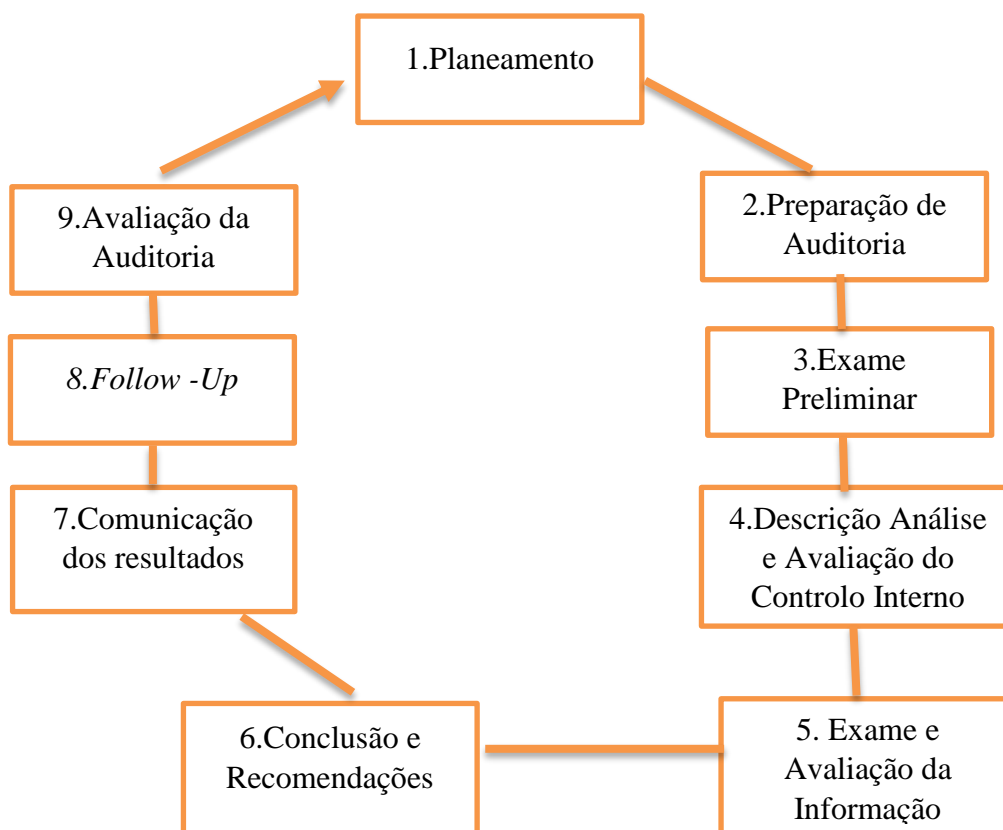 1.Planeamento
2.Preparação de
Auditoria
3.Exame
Preliminar
4.Descrição Análise
e Avaliação do
Controlo Interno
5. Exame e
Avaliação da
Informação
6.Conclusão e
Recomendações
7.Comunicação
dos resultados
8.Follow -Up
9.Avaliação da
Auditoria